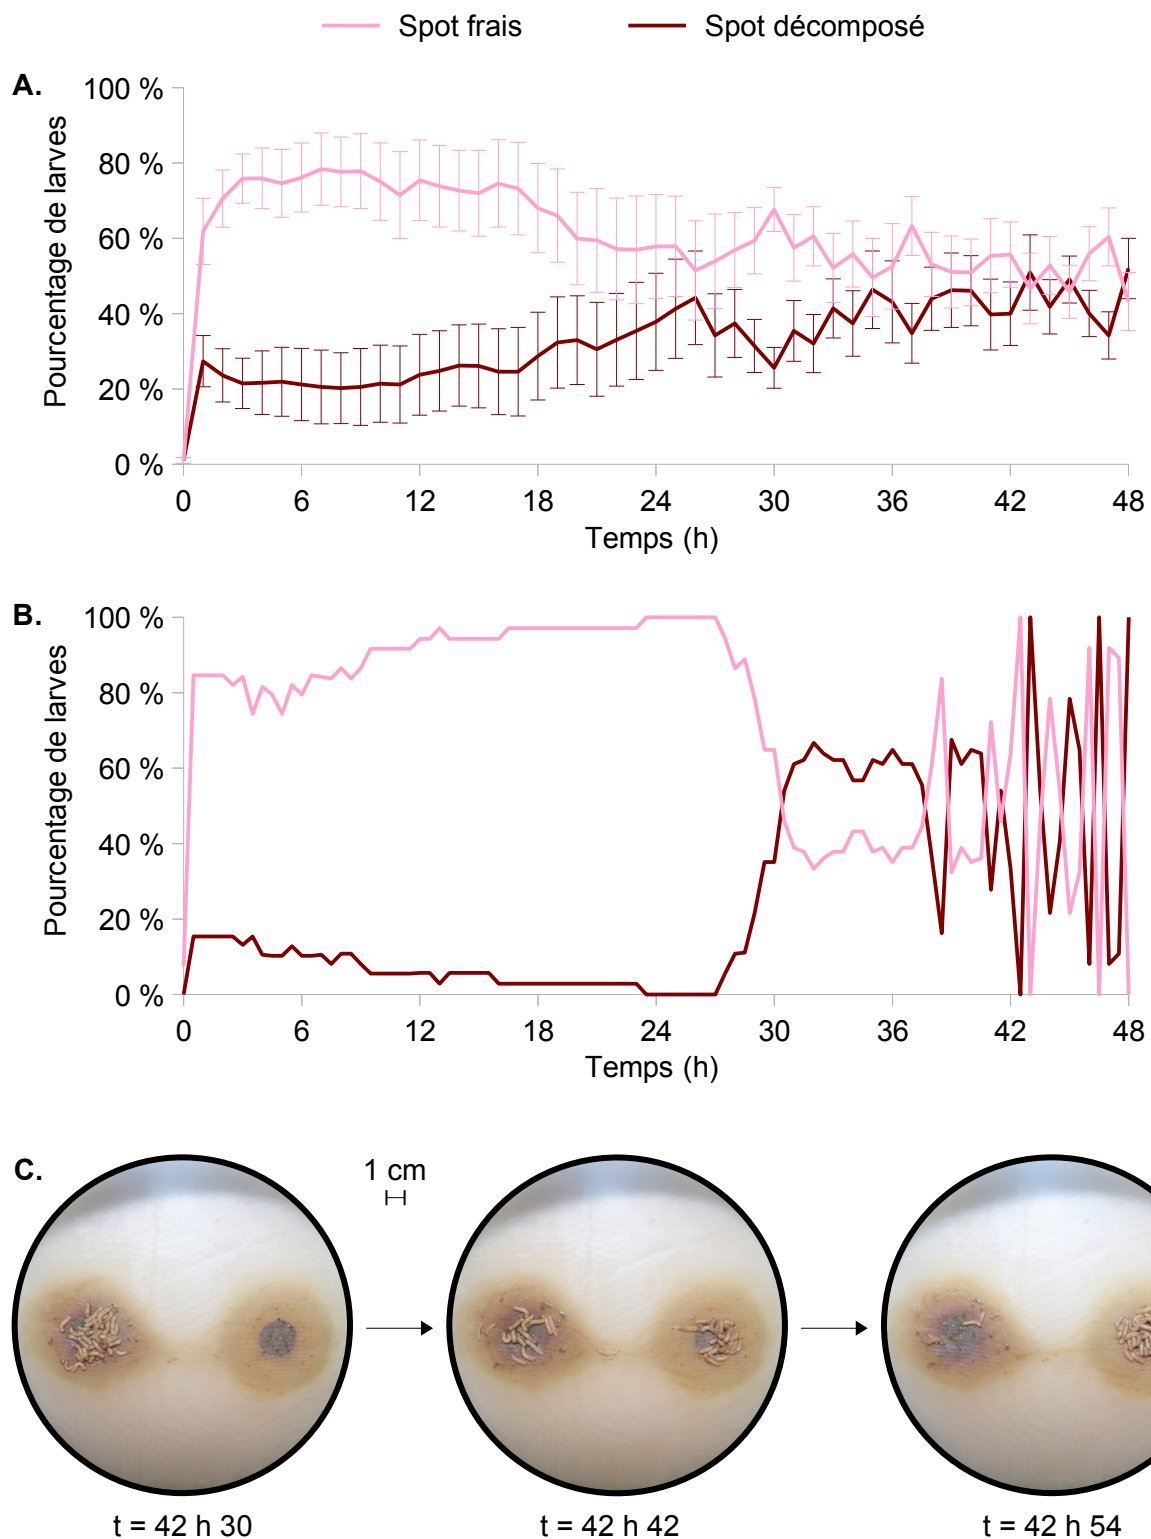 Spot frais Spot décomposé
A.
Pourcentage de larves
100 %
80 %
60 %
40 %
20 %
0 %
0 6 12 18 24 30 36 42 48
Temps (h)
B.
Pourcentage de larves
100 %
80 %
60 %
40 %
20 %
0 %
0 6 12 18 24 30 36 42 48
Temps (h)
C.
1 cm
t = 42 h 30 t = 42 h 42 t = 42 h 54